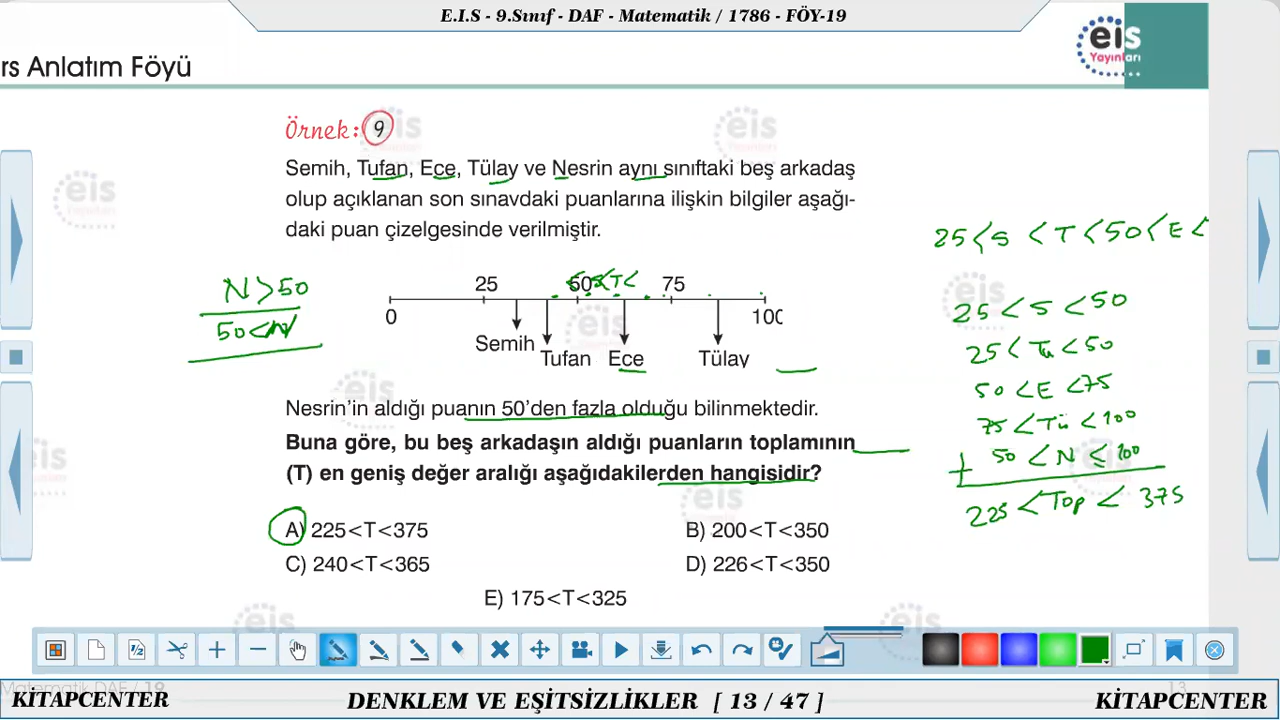 E.I.S - 9.Sınıf - DAF - Matematik / 1786 - FÖY-19
eis
Yayınları
rs Anlatım Föyü
Örnek: 9
Semih, Tufan, Ece, Tülay ve Nesrin aynı sınıftaki beş arkadaş
olup açıklanan son sınavdaki puanlarına ilişkin bilgiler aşağı-
daki puan çizelgesinde verilmiştir.
25<S<T<50<E<
N>50
50<N
25 50 75
0 100
Semih Tufan Ece Tülay
25<S<50
25<Tu<50
50<E<75
75<Tü<100
50<N≤100
+
225<Top<375
Nesrin'in aldığı puanın 50'den fazla olduğu bilinmektedir.
Buna göre, bu beş arkadaşın aldığı puanların toplamının
(T) en geniş değer aralığı aşağıdakilerden hangisidir?
A) 225<T<375 B) 200<T<350
C) 240<T<365 D) 226<T<350
E) 175<T<325
Matematik DAF / 19 13
KİTAPCENTER DENKLEM VE EŞİTSİZLİKLER [ 13 / 47 ] KİTAPCENTER